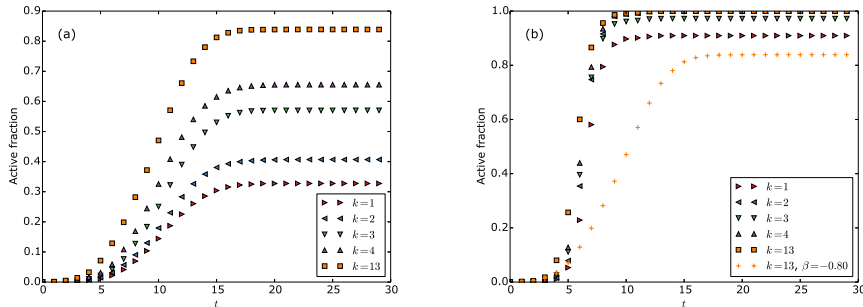 (a)
Active fraction
0.9
0.8
0.7
0.6
0.5
0.4
0.3
0.2
0.1
0.0
0 5 10 15 20 25 30
t
k=1
k=2
k=3
k=4
k=13
(b)
Active fraction
1.0
0.8
0.6
0.4
0.2
0.0
0 5 10 15 20 25 30
t
k=1
k=2
k=3
k=4
k=13
k=13, β=−0.80